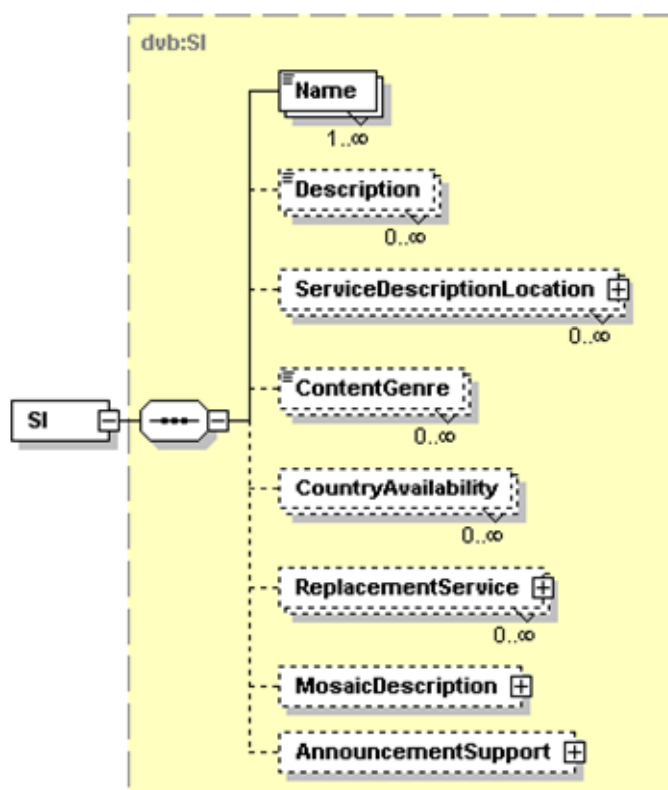 dvb:SI
Name
1..∞
Description
0..∞
ServiceDescriptionLocation
0..∞
ContentGenre
0..∞
SI
CountryAvailability
0..∞
ReplacementService
0..∞
MosaicDescription
AnnouncementSupport